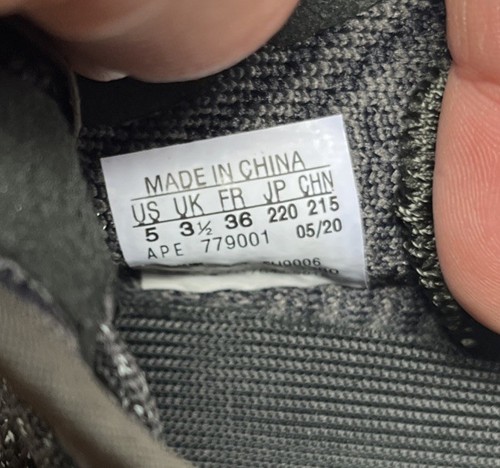 MADE IN CHINA
US UK FR JP CHN
5 3½ 36 220 215
APE 779001 05/20